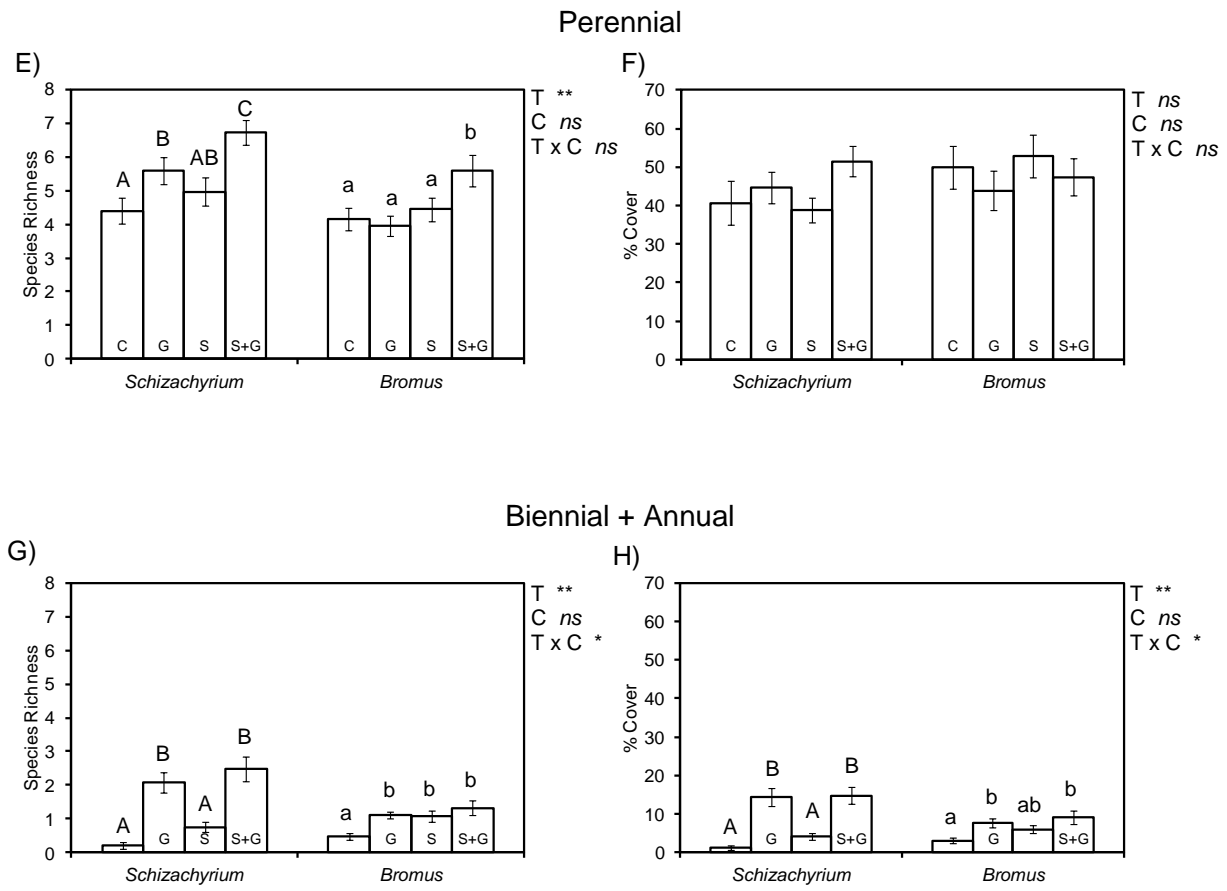 Perennial
E)
8
7
6
5
4
3
2
1
0
Species Richness
A
B
AB
C
a
a
a
b
C
G
S
S+G
C
G
S
S+G
Schizachyrium
Bromus
T **
C ns
T x C ns
F)
70
60
50
40
30
20
10
0
% Cover
C
G
S
S+G
C
G
S
S+G
Schizachyrium
Bromus
T ns
C ns
T x C ns
Biennial + Annual
G)
8
7
6
5
4
3
2
1
0
Species Richness
A
B
A
B
a
b
b
b
G
S
S+G
G
S
S+G
Schizachyrium
Bromus
T **
C ns
T x C *
H)
70
60
50
40
30
20
10
0
% Cover
A
B
A
B
a
b
ab
b
G
S+G
G
S+G
Schizachyrium
Bromus
T **
C ns
T x C *